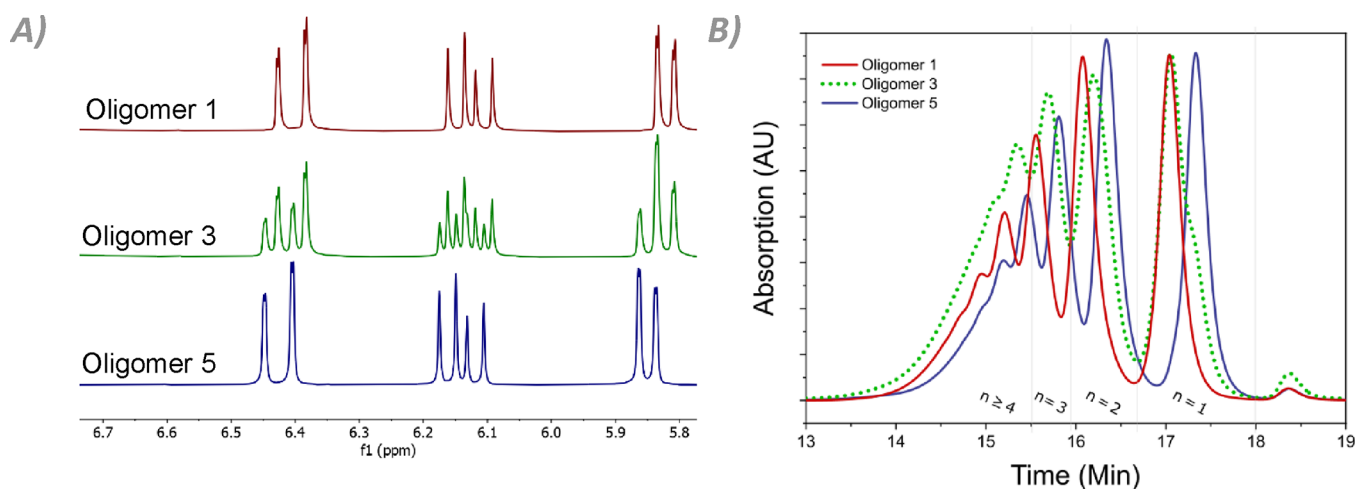 A)
Oligomer 1
Oligomer 3
Oligomer 5
6.7 6.6 6.5 6.4 6.3 6.2 6.1 6.0 5.9 5.8
f1 (ppm)
B)
Oligomer 1
Oligomer 3
Oligomer 5
Absorption (AU)
n ≥ 4 n = 3 n = 2 n = 1
13 14 15 16 17 18 19
Time (Min)